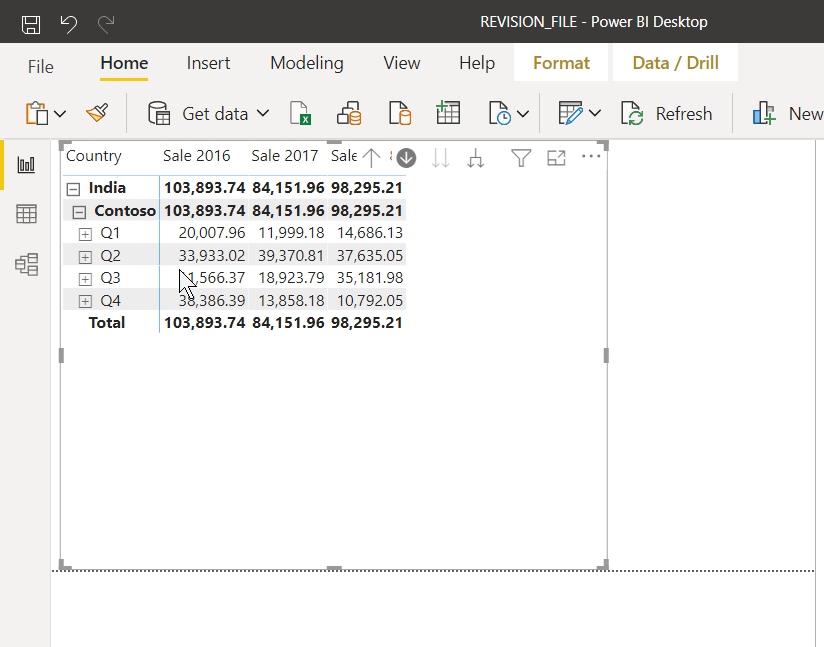 REVISION_FILE - Power BI Desktop
File Home Insert Modeling View Help Format Data / Drill
Get data Refresh New
Country Sale 2016 Sale 2017 Sale
India 103,893.74 84,151.96 98,295.21
Contoso 103,893.74 84,151.96 98,295.21
Q1 20,007.96 11,999.18 14,686.13
Q2 33,933.02 39,370.81 37,635.05
Q3 18,923.79 35,181.98
Q4 38,386.39 13,858.18 10,792.05
Total 103,893.74 84,151.96 98,295.21